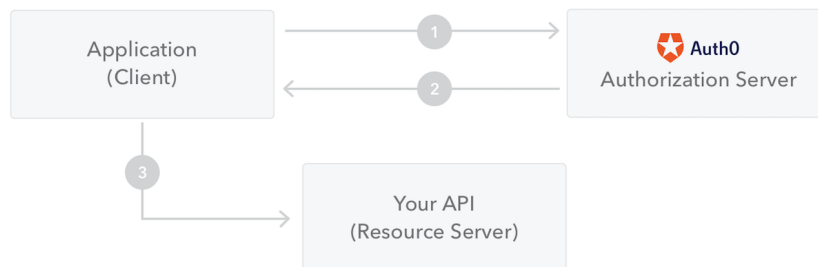 Application
(Client)
1
Auth0
Authorization Server
2
3
Your API
(Resource Server)